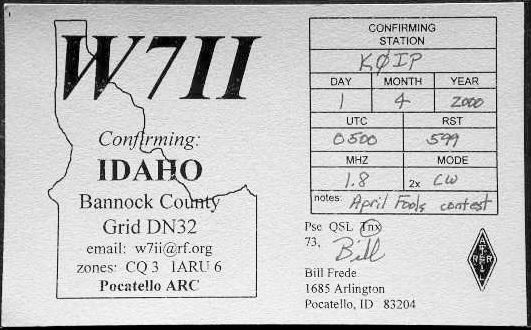 W7II
Confirming:
IDAHO
Bannock County
Grid DN32
email: w7ii@rf.org
zones: CQ 3 IARU 6
Pocatello ARC
CONFIRMING
STATION
KØIP
DAY MONTH YEAR
1 4 2000
UTC RST
0500 599
MHZ MODE
1.8 2x CW
notes: April Fools contest
Pse QSL Tnx
73, Bill
Bill Frede
1685 Arlington
Pocatello, ID 83204
ARRL